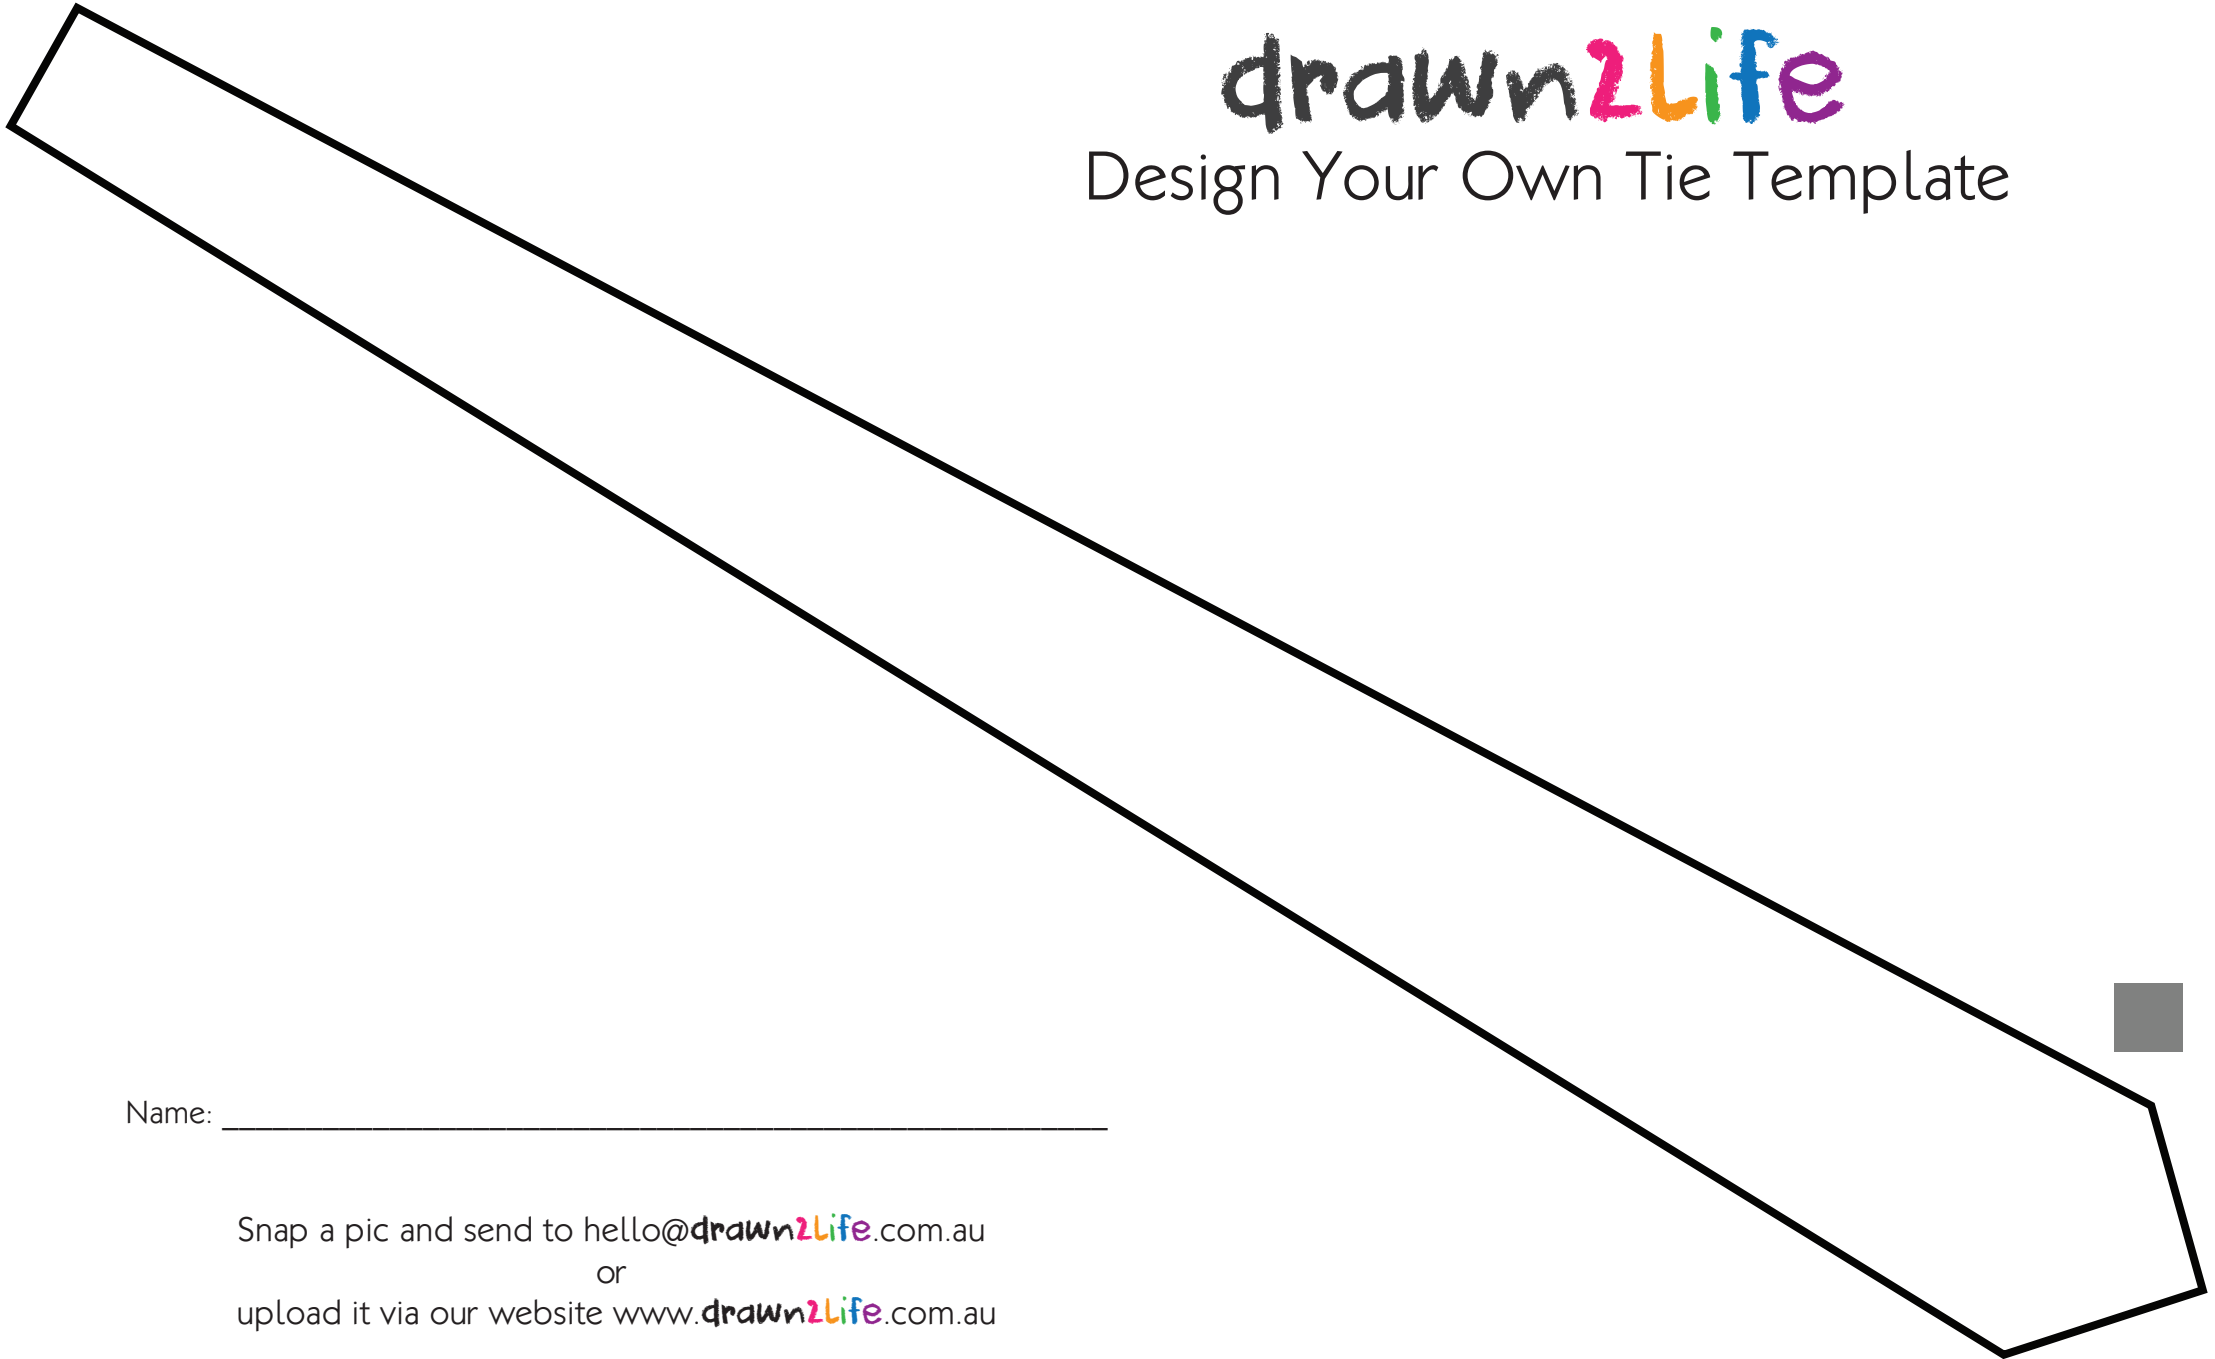 drawn2Life
Design Your Own Tie Template
Name: ______________________________________________________
Snap a pic and send to hello@drawn2Life.com.au
or
upload it via our website www.drawn2Life.com.au